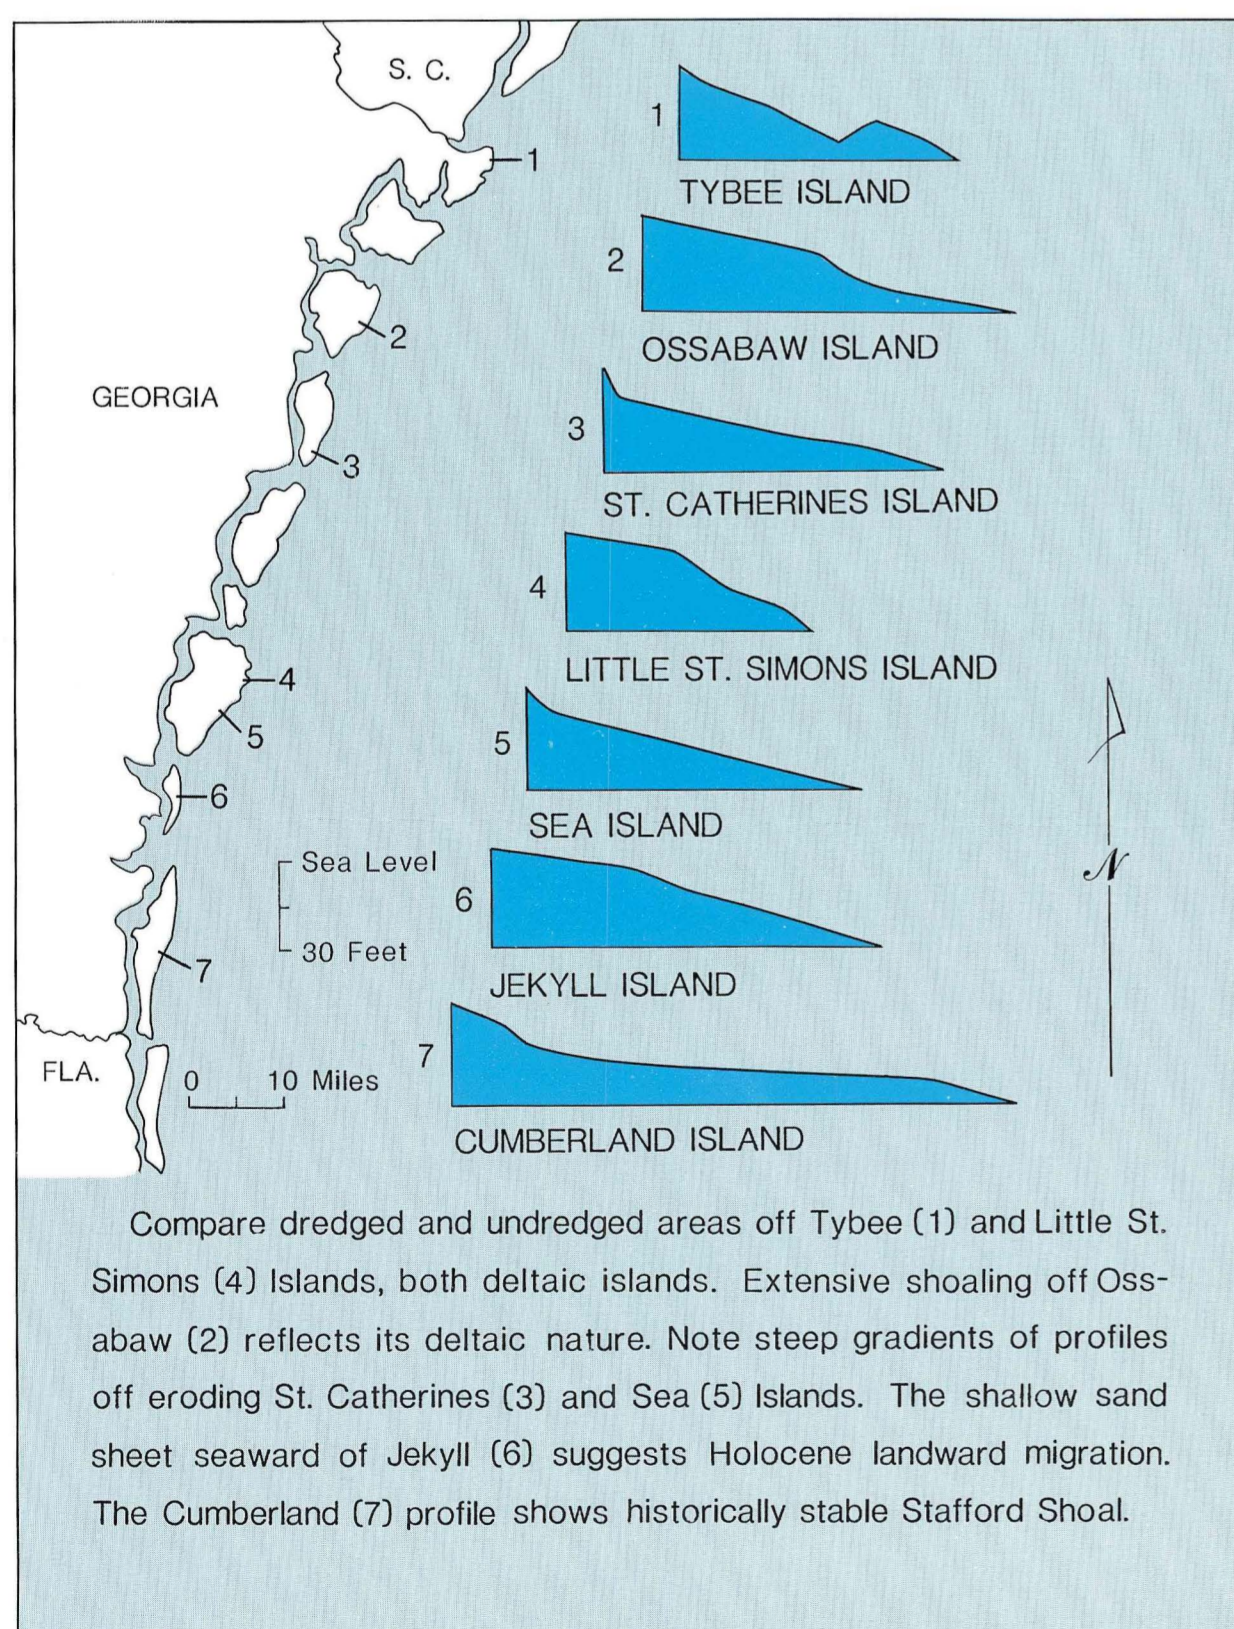 S. C.
1
TYBEE ISLAND
1
2
OSSABAW ISLAND
2
GEORGIA
3
ST. CATHERINES ISLAND
3
4
LITTLE ST. SIMONS ISLAND
4
5
SEA ISLAND
5
6
JEKYLL ISLAND
6
Sea Level
30 Feet
N
7
CUMBERLAND ISLAND
7
FLA.
0 10 Miles
Compare dredged and undredged areas off Tybee (1) and Little St.
Simons (4) Islands, both deltaic islands. Extensive shoaling off Oss-
abaw (2) reflects its deltaic nature. Note steep gradients of profiles
off eroding St. Catherines (3) and Sea (5) Islands. The shallow sand
sheet seaward of Jekyll (6) suggests Holocene landward migration.
The Cumberland (7) profile shows historically stable Stafford Shoal.